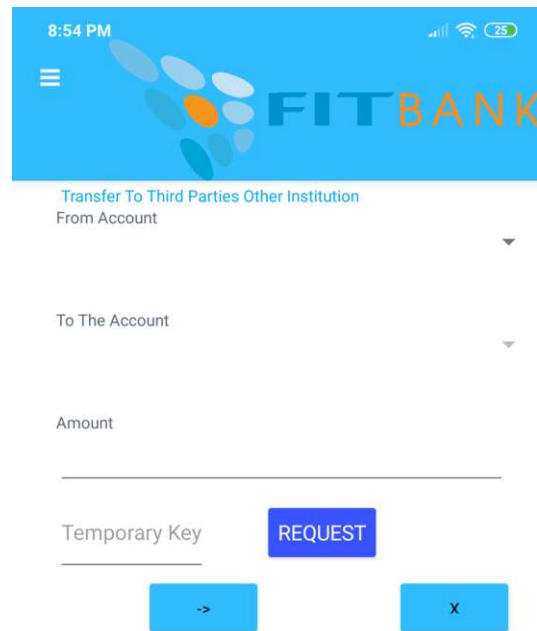 8:54 PM
25
FITBANK
Transfer To Third Parties Other Institution
From Account
To The Account
Amount
Temporary Key
REQUEST
->
X